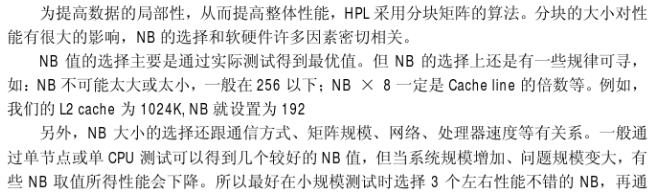 为提高数据的局部性，从而提高整体性能，HPL 采用分块矩阵的算法。分块的大小对性
能有很大的影响，NB 的选择和软硬件许多因素密切相关。
NB 值的选择主要是通过实际测试得到最优值。但 NB 的选择上还是有一些规律可寻，
如：NB 不可能太大或太小，一般在 256 以下；NB × 8 一定是 Cache line 的倍数等。例如，
我们的 L2 cache 为 1024K, NB 就设置为 192
另外，NB 大小的选择还跟通信方式、矩阵规模、网络、处理器速度等有关系。一般通
过单节点或单 CPU 测试可以得到几个较好的 NB 值，但当系统规模增加、问题规模变大，有
些 NB 取值所得性能会下降。所以最好在小规模测试时选择 3 个左右性能不错的 NB，再通